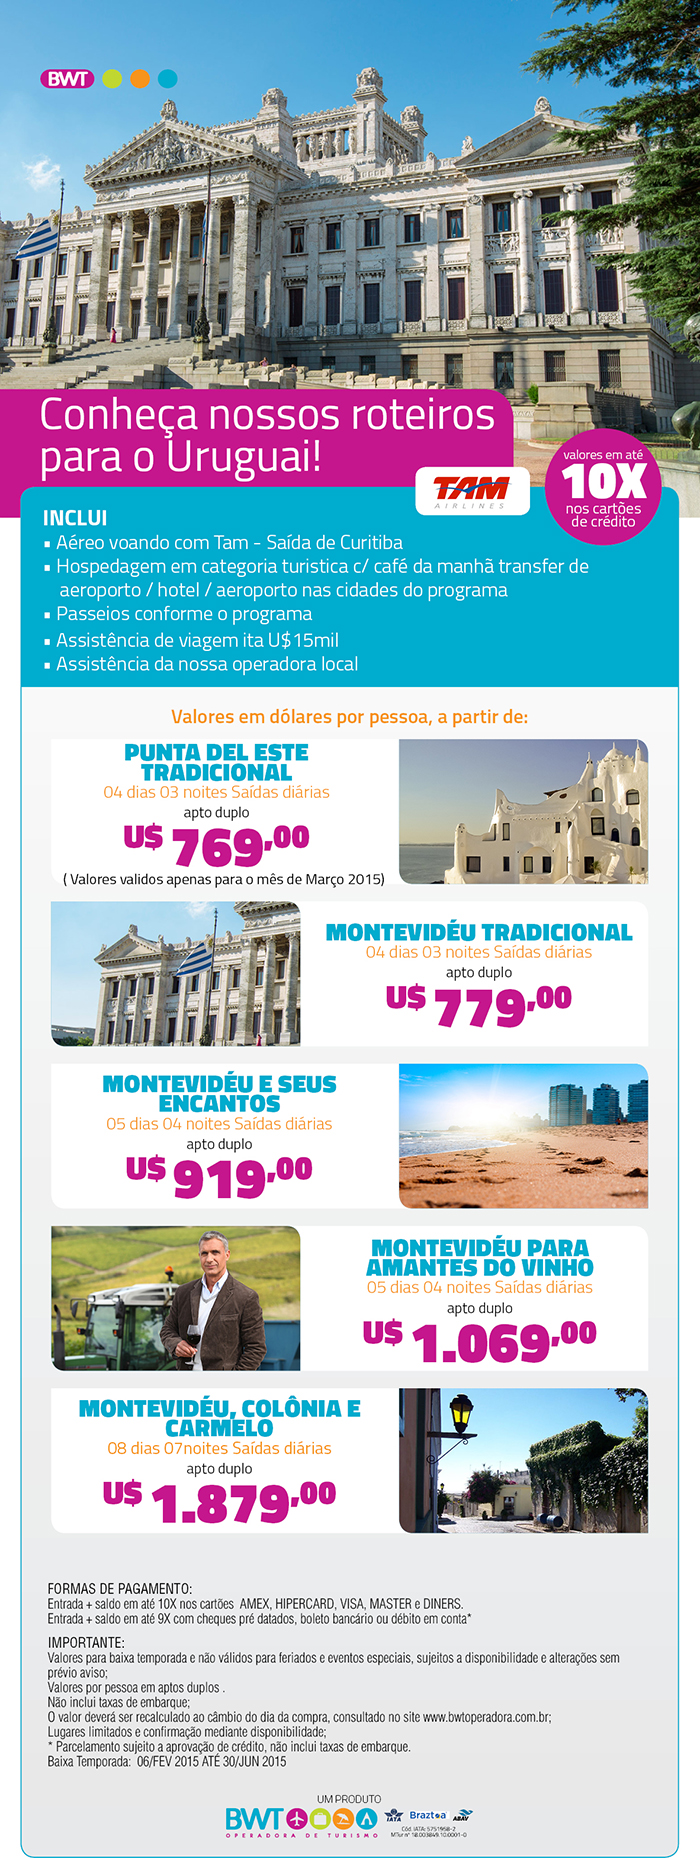 BWT
Conheça nossos roteiros
para o Uruguai!
TAM
AIRLINES
valores em até
10X
nos cartões
de crédito
INCLUI
▪ Aéreo voando com Tam - Saída de Curitiba
▪ Hospedagem em categoria turistica c/ café da manhã transfer de
aeroporto / hotel / aeroporto nas cidades do programa
▪ Passeios conforme o programa
▪ Assistência de viagem ita U$15mil
▪ Assistência da nossa operadora local
Valores em dólares por pessoa, a partir de:
PUNTA DEL ESTE
TRADICIONAL
04 dias 03 noites Saídas diárias
apto duplo
U$ 769,00
( Valores validos apenas para o mês de Março 2015)
MONTEVIDÉU TRADICIONAL
04 dias 03 noites Saídas diárias
apto duplo
U$ 779,00
MONTEVIDÉU E SEUS
ENCANTOS
05 dias 04 noites Saídas diárias
apto duplo
U$ 919,00
MONTEVIDÉU PARA
AMANTES DO VINHO
05 dias 04 noites Saídas diárias
apto duplo
U$ 1.069,00
MONTEVIDÉU, COLÔNIA E
CARMELO
08 dias 07noites Saídas diárias
apto duplo
U$ 1.879,00
FORMAS DE PAGAMENTO:
Entrada + saldo em até 10X nos cartões AMEX, HIPERCARD, VISA, MASTER e DINERS.
Entrada + saldo em até 9X com cheques pré datados, boleto bancário ou débito em conta*
IMPORTANTE:
Valores para baixa temporada e não válidos para feriados e eventos especiais, sujeitos a disponibilidade e alterações sem
prévio aviso;
Valores por pessoa em aptos duplos .
Não inclui taxas de embarque;
O valor deverá ser recalculado ao câmbio do dia da compra, consultado no site www.bwtoperadora.com.br;
Lugares limitados e confirmação mediante disponibilidade;
* Parcelamento sujeito a aprovação de crédito, não inclui taxas de embarque.
Baixa Temporada: 06/FEV 2015 ATÉ 30/JUN 2015
UM PRODUTO
BWT
OPERADORA DE TURISMO
IATA
Braztoa
ABAV
Cód. IATA: 5751958-2
MTur nº 18.003849.10.0001-0